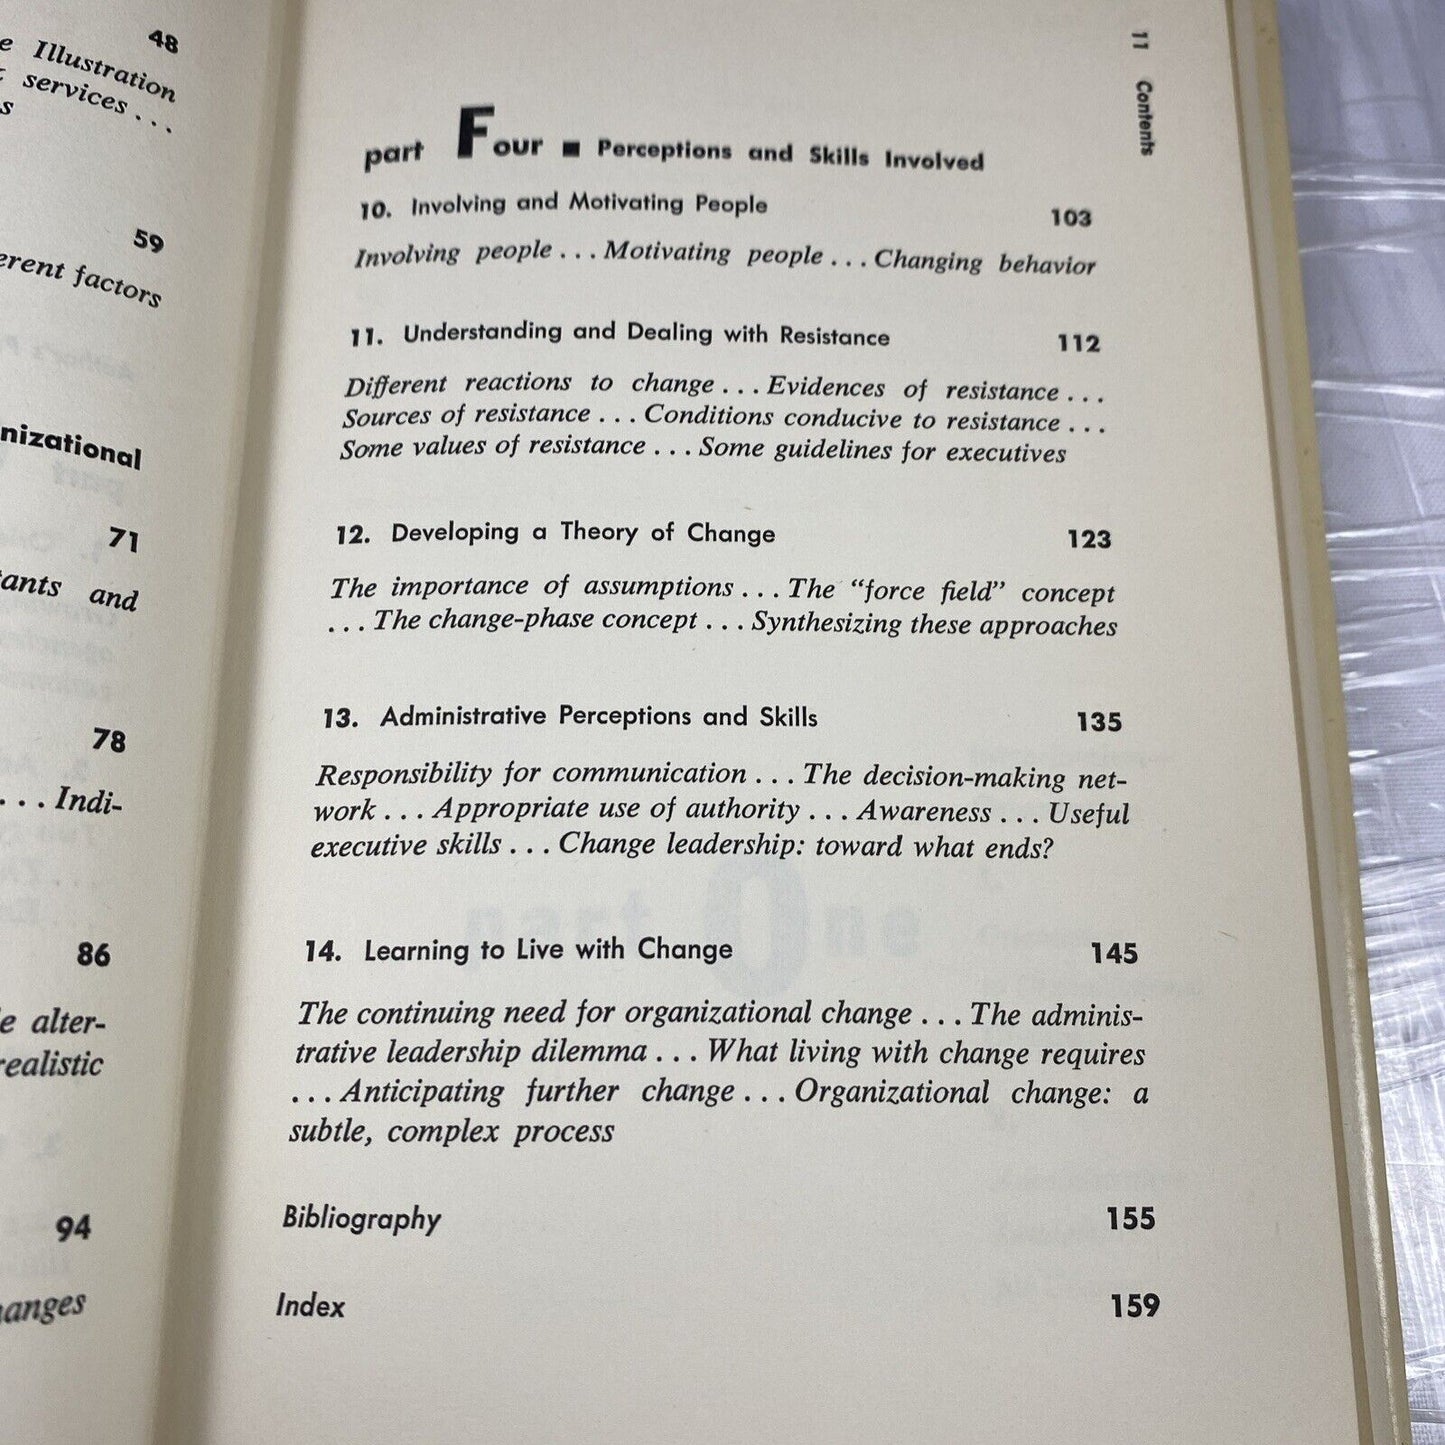 48
Illustration
services . . .
59
factors
71
and
78
. . . Indi-
86
alter-
realistic
94
11 Contents
part Four ■ Perceptions and Skills Involved
10. Involving and Motivating People 103
Involving people . . . Motivating people . . . Changing behavior
11. Understanding and Dealing with Resistance 112
Different reactions to change . . . Evidences of resistance . . .
Sources of resistance . . . Conditions conducive to resistance . . .
Some values of resistance . . . Some guidelines for executives
12. Developing a Theory of Change 123
The importance of assumptions . . . The “force field” concept
. . . The change-phase concept . . . Synthesizing these approaches
13. Administrative Perceptions and Skills 135
Responsibility for communication . . . The decision-making net-
work . . . Appropriate use of authority . . . Awareness . . . Useful
executive skills . . . Change leadership: toward what ends?
14. Learning to Live with Change 145
The continuing need for organizational change . . . The adminis-
trative leadership dilemma . . . What living with change requires
. . . Anticipating further change . . . Organizational change: a
subtle, complex process
Bibliography 155
Index 159